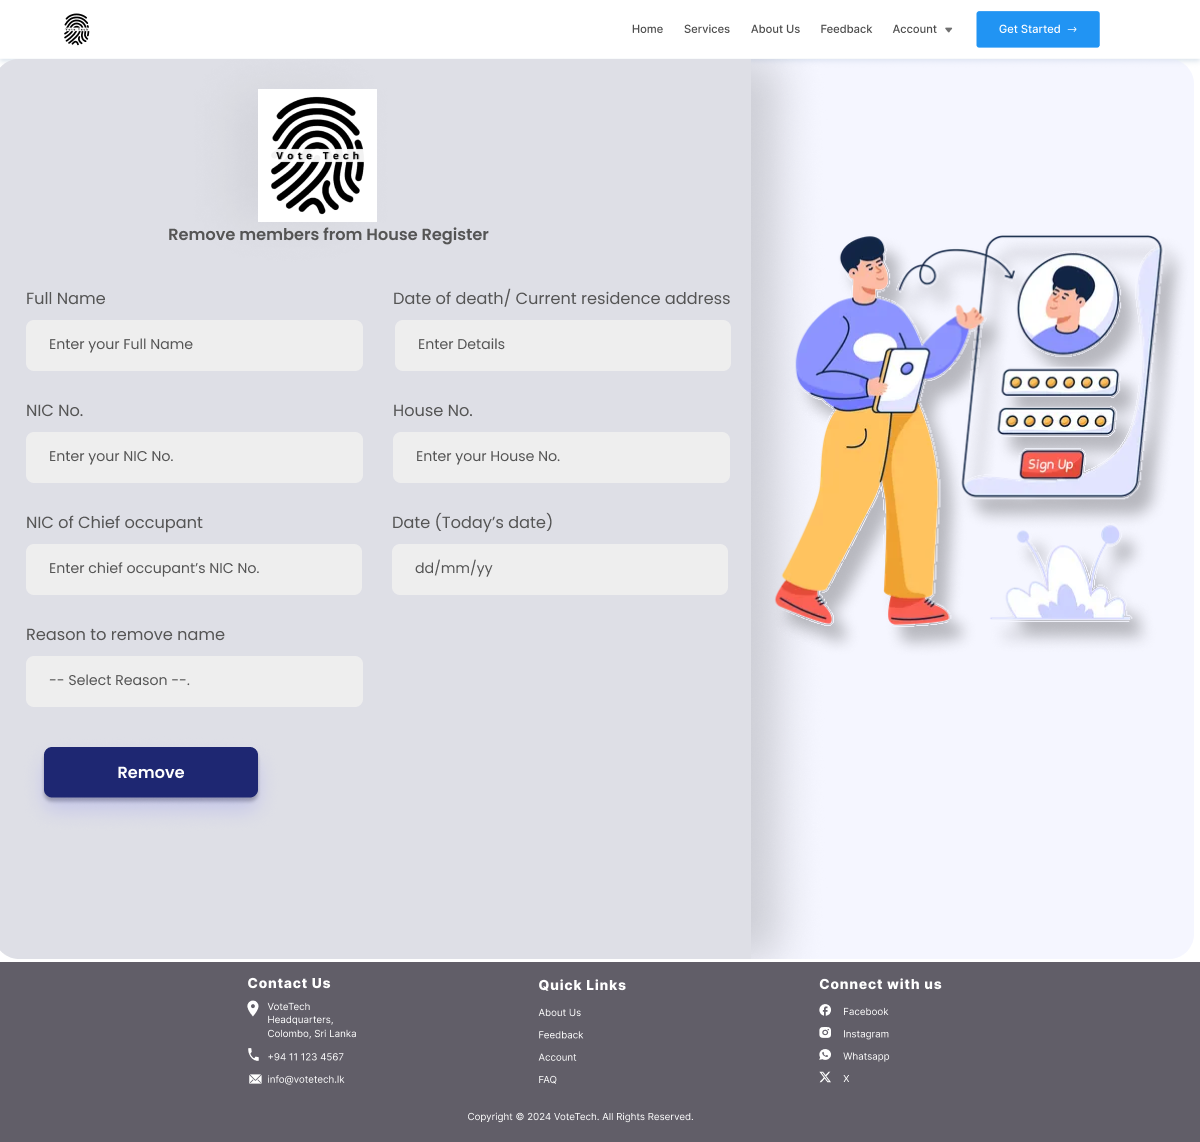 Home Services About Us Feedback Account Get Started →
Vote Tech
Remove members from House Register
Full Name
Enter your Full Name
Date of death/ Current residence address
Enter Details
NIC No.
Enter your NIC No.
House No.
Enter your House No.
NIC of Chief occupant
Enter chief occupant's NIC No.
Date (Today's date)
dd/mm/yy
Reason to remove name
-- Select Reason --.
Remove
Sign Up
Contact Us
VoteTech
Headquarters,
Colombo, Sri Lanka
+94 11 123 4567
info@votetech.lk
Quick Links
About Us
Feedback
Account
FAQ
Connect with us
Facebook
Instagram
Whatsapp
X
Copyright © 2024 VoteTech. All Rights Reserved.